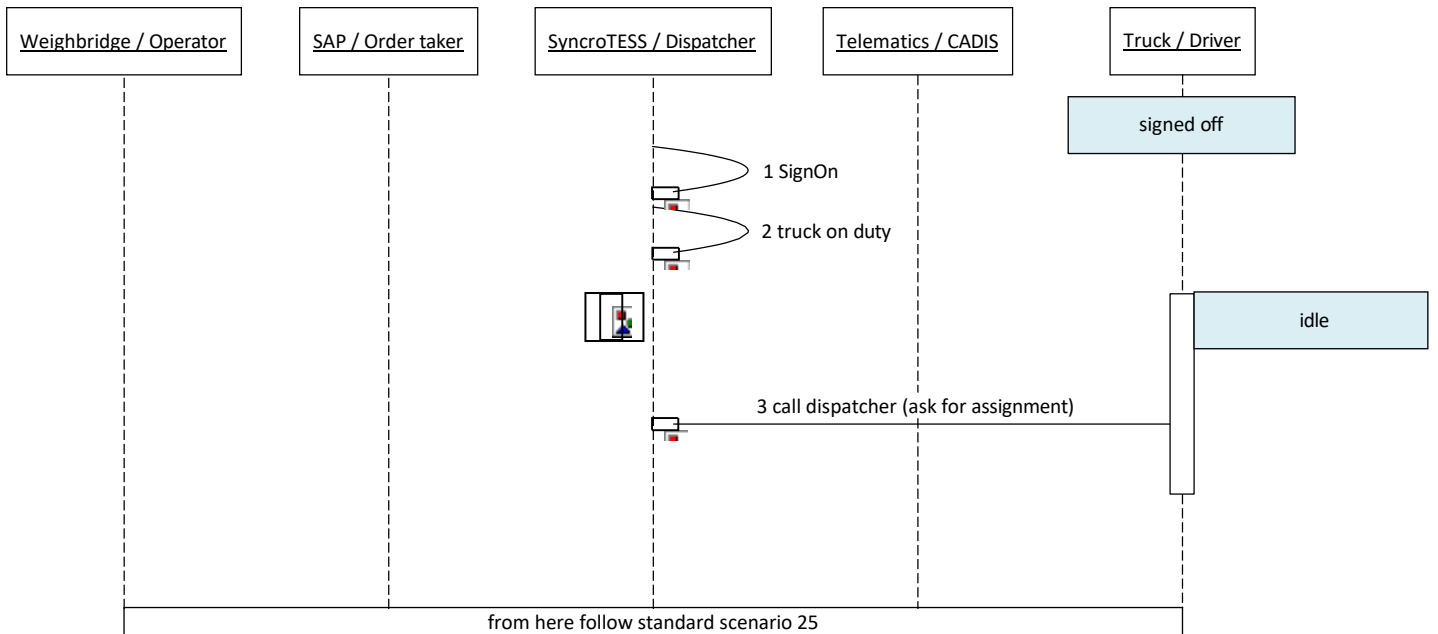 Weighbridge / Operator
SAP / Order taker
SyncroTESS / Dispatcher
Telematics / CADIS
Truck / Driver
signed off
1 SignOn
2 truck on duty
idle
3 call dispatcher (ask for assignment)
from here follow standard scenario 25